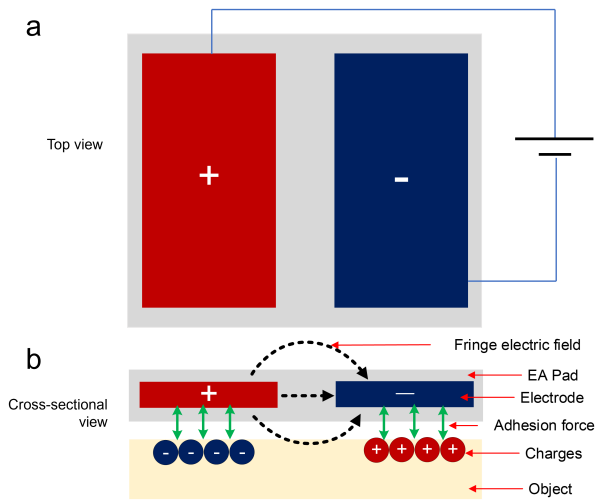 a
+
-
Top view
b
Fringe electric field
EA Pad
+
—
Electrode
Cross-sectional
view
Adhesion force
- - - -
+ + + +
Charges
Object